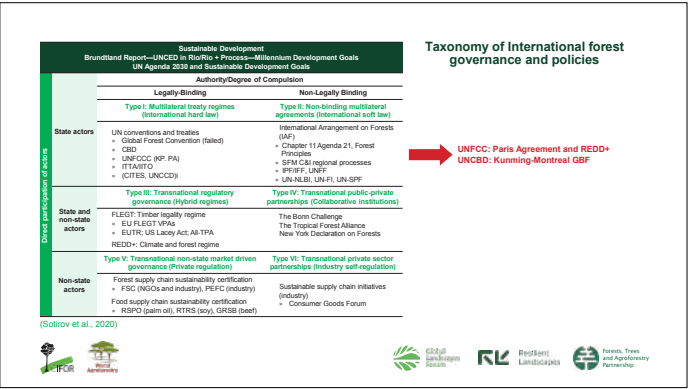 Sustainable Development
Brundtland Report—UNCED in Rio/Rio + Process—Millennium Development Goals
UN Agenda 2030 and Sustainable Development Goals
Authority/Degree of Compulsion
Legally-Binding
Non-Legally Binding
Direct participation of actors
State actors
Type I: Multilateral treaty regimes
(International hard law)
UN conventions and treaties
» Global Forest Convention (failed)
» CBD
» UNFCCC (KP. PA)
» ITTA/IITO
» (CITES, UNCCD)i
Type II: Non-binding multilateral
agreements (International soft law)
International Arrangement on Forests
(IAF)
» Chapter 11 Agenda 21, Forest
Principles
» SFM C&I regional processes
» IPF/IFF, UNFF
» UN-NLBI, UN-FI, UN-SPF
State and
non-state
actors
Type III: Transnational regulatory
governance (Hybrid regimes)
FLEGT: Timber legality regime
» EU FLEGT VPAs
» EUTR; US Lacey Act; All-TPA
REDD+: Climate and forest regime
Type IV: Transnational public-private
partnerships (Collaborative institutions)
The Bonn Challenge
The Tropical Forest Alliance
New York Declaration on Forests
Non-state
actors
Type V: Transnational non-state market driven
governance (Private regulation)
Forest supply chain sustainability certification
» FSC (NGOs and industry), PEFC (industry)
Food supply chain sustainability certification
» RSPO (palm oil), RTRS (soy), GRSB (beef)
Type VI: Transnational private sector
partnerships (Industry self-regulation)
Sustainable supply chain initiatives
(industry)
» Consumer Goods Forum
(Sotirov et al., 2020)
Taxonomy of International forest
governance and policies
UNFCC: Paris Agreement and REDD+
UNCBD: Kunming-Montreal GBF
CIFOR
World
Agroforestry
Global
Landscapes
Forum
Resilient
Landscapes
Forests, Trees
and Agroforestry
Partnership